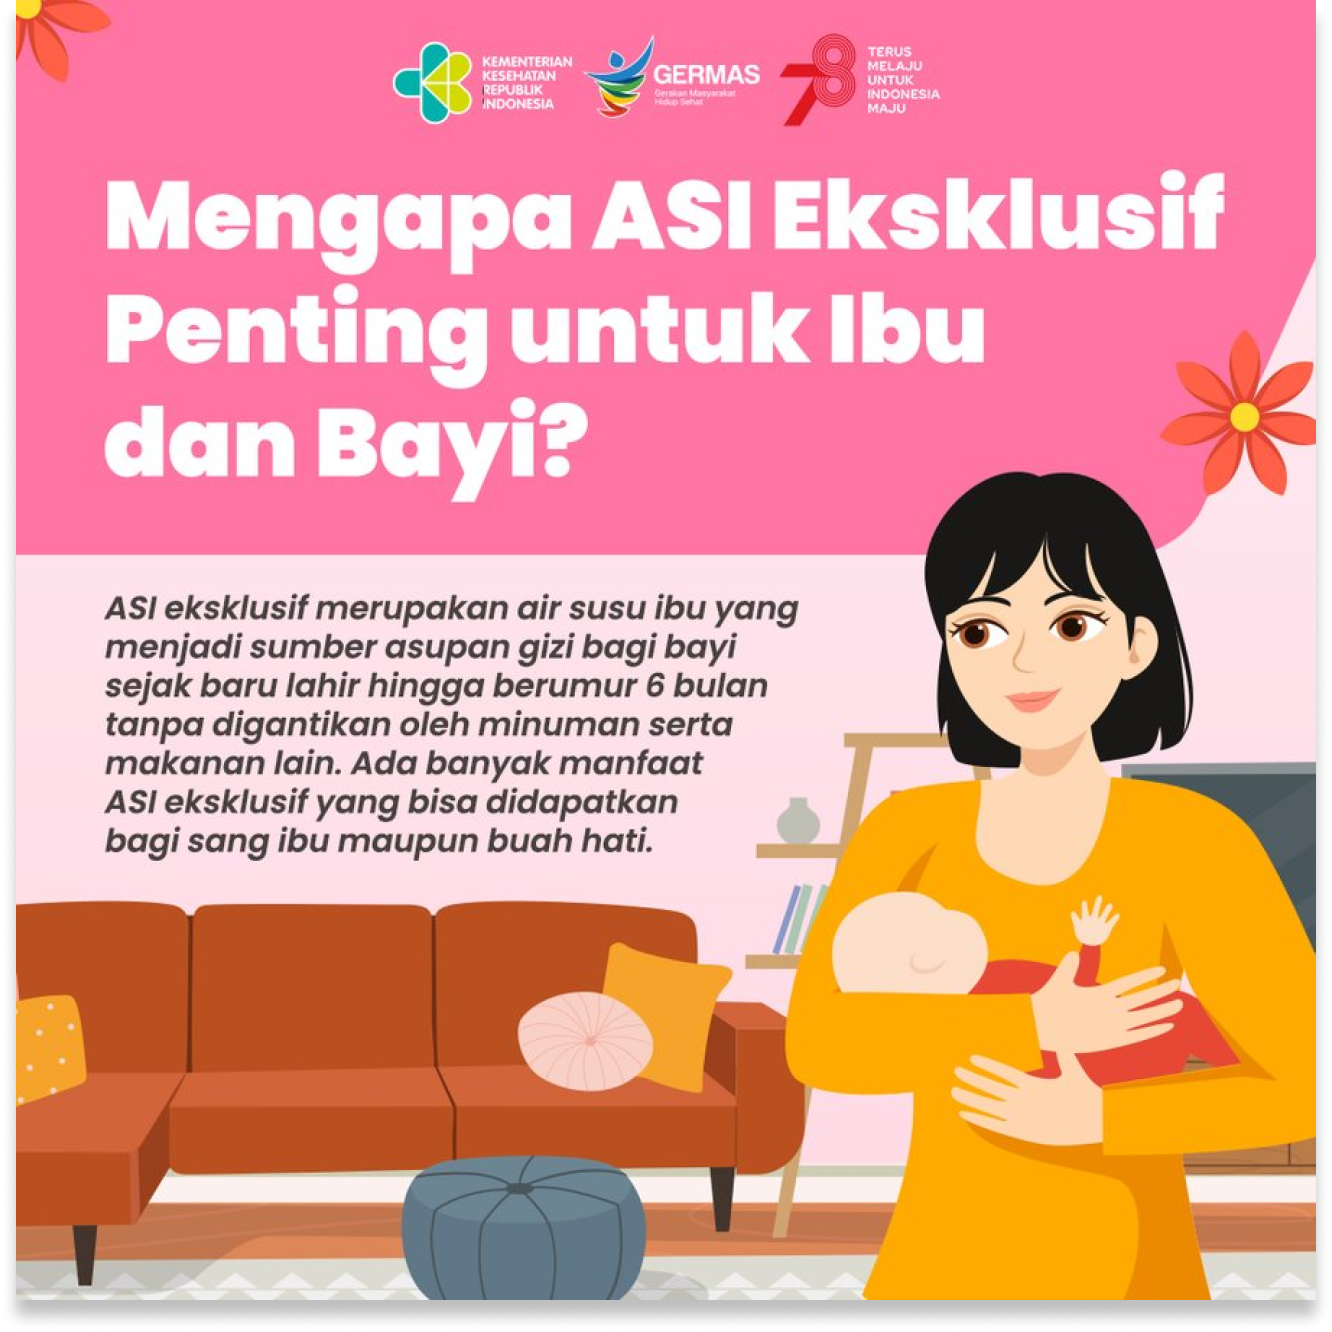 KEMENTERIAN
KESEHATAN
REPUBLIK
INDONESIA
GERMAS
Gerakan Masyarakat
Hidup Sehat
78
TERUS
MELAJU
UNTUK
INDONESIA
MAJU
Mengapa ASI Eksklusif
Penting untuk Ibu
dan Bayi?
ASI eksklusif merupakan air susu ibu yang
menjadi sumber asupan gizi bagi bayi
sejak baru lahir hingga berumur 6 bulan
tanpa digantikan oleh minuman serta
makanan lain. Ada banyak manfaat
ASI eksklusif yang bisa didapatkan
bagi sang ibu maupun buah hati.